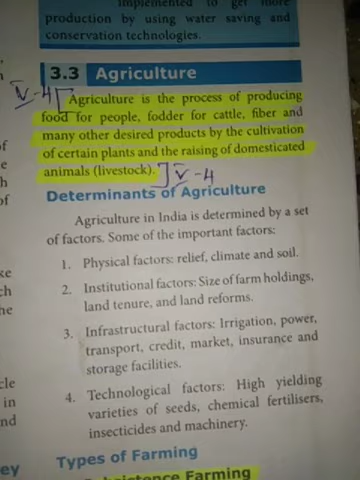 implemented to get more
production by using water saving and
conservation technologies.
3.3 Agriculture
V-4
Agriculture is the process of producing
food for people, fodder for cattle, fiber and
many other desired products by the cultivation
of certain plants and the raising of domesticated
animals (livestock). V-4
Determinants of Agriculture
Agriculture in India is determined by a set
of factors. Some of the important factors:
1. Physical factors: relief, climate and soil.
2. Institutional factors: Size of farm holdings,
land tenure, and land reforms.
3. Infrastructural factors: Irrigation, power,
transport, credit, market, insurance and
storage facilities.
4. Technological factors: High yielding
varieties of seeds, chemical fertilisers,
insecticides and machinery.
Types of Farming
Subsistence Farming